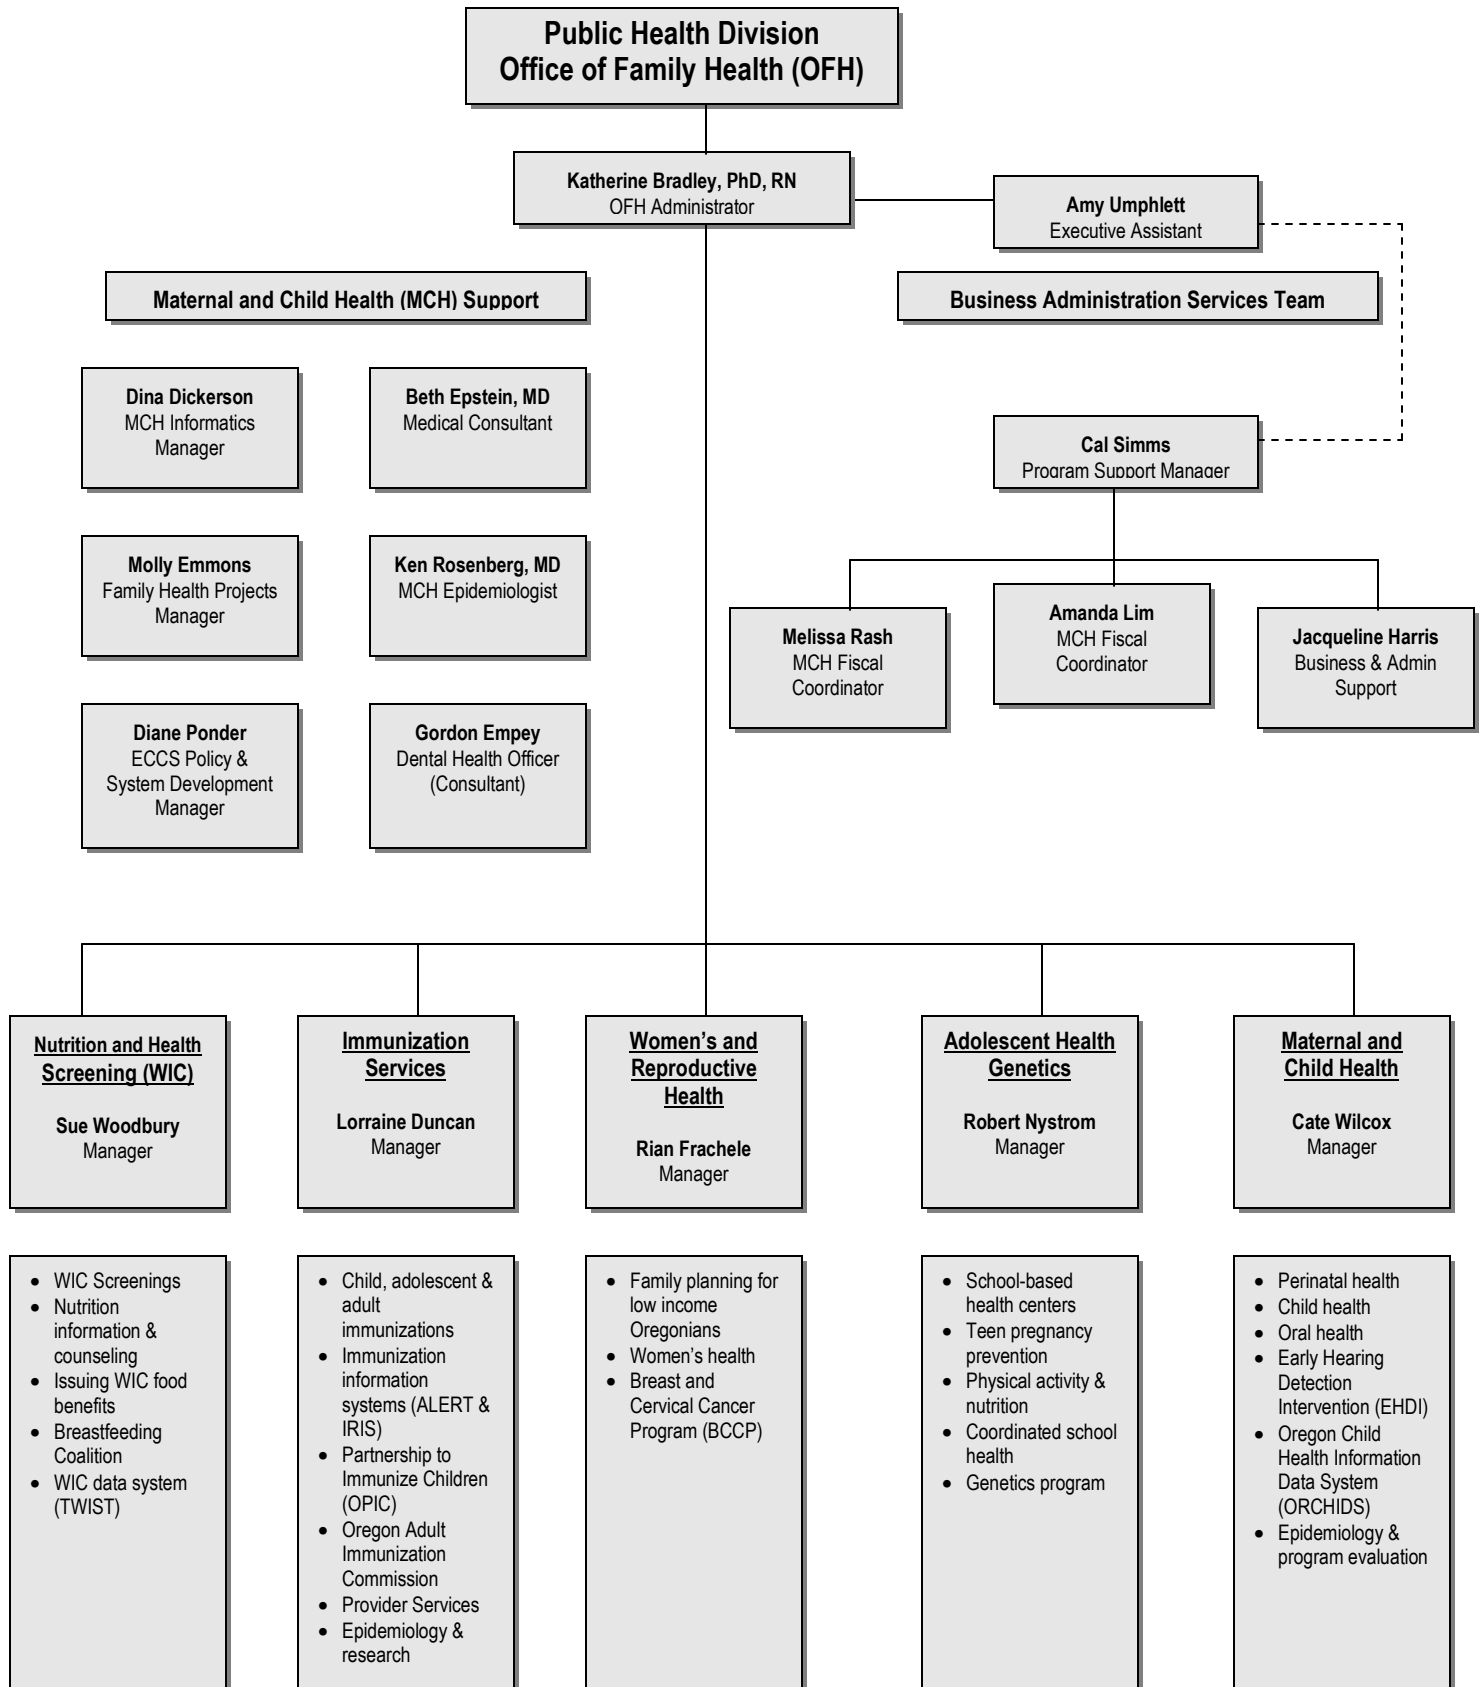 Public Health Division
Office of Family Health (OFH)
Katherine Bradley, PhD, RN
OFH Administrator
Amy Umphlett
Executive Assistant
Maternal and Child Health (MCH) Support
Business Administration Services Team
Dina Dickerson
MCH Informatics
Manager
Beth Epstein, MD
Medical Consultant
Cal Simms
Program Support Manager
Molly Emmons
Family Health Projects
Manager
Ken Rosenberg, MD
MCH Epidemiologist
Melissa Rash
MCH Fiscal
Coordinator
Amanda Lim
MCH Fiscal
Coordinator
Jacqueline Harris
Business & Admin
Support
Diane Ponder
ECCS Policy &
System Development
Manager
Gordon Empey
Dental Health Officer
(Consultant)
Nutrition and Health
Screening (WIC)
Sue Woodbury
Manager
Immunization
Services
Lorraine Duncan
Manager
Women’s and
Reproductive
Health
Rian Frachele
Manager
Adolescent Health
Genetics
Robert Nystrom
Manager
Maternal and
Child Health
Cate Wilcox
Manager
• WIC Screenings
• Nutrition
information &
counseling
• Issuing WIC food
benefits
• Breastfeeding
Coalition
• WIC data system
(TWIST)
• Child, adolescent &
adult
immunizations
• Immunization
information
systems (ALERT &
IRIS)
• Partnership to
Immunize Children
(OPIC)
• Oregon Adult
Immunization
Commission
• Provider Services
• Epidemiology &
research
• Family planning for
low income
Oregonians
• Women’s health
• Breast and
Cervical Cancer
Program (BCCP)
• School-based
health centers
• Teen pregnancy
prevention
• Physical activity &
nutrition
• Coordinated school
health
• Genetics program
• Perinatal health
• Child health
• Oral health
• Early Hearing
Detection
Intervention (EHDI)
• Oregon Child
Health Information
Data System
(ORCHIDS)
• Epidemiology &
program evaluation